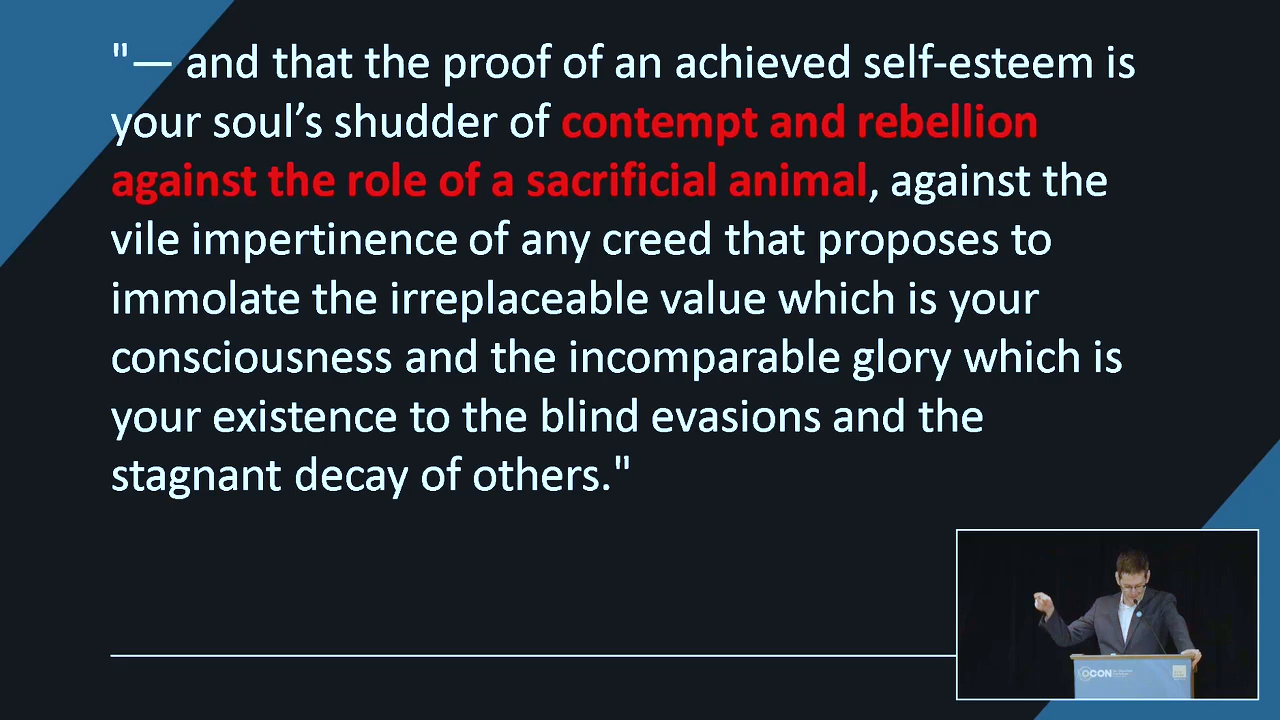 "— and that the proof of an achieved self-esteem is
your soul’s shudder of contempt and rebellion
against the role of a sacrificial animal, against the
vile impertinence of any creed that proposes to
immolate the irreplaceable value which is your
consciousness and the incomparable glory which is
your existence to the blind evasions and the
stagnant decay of others."
OCON